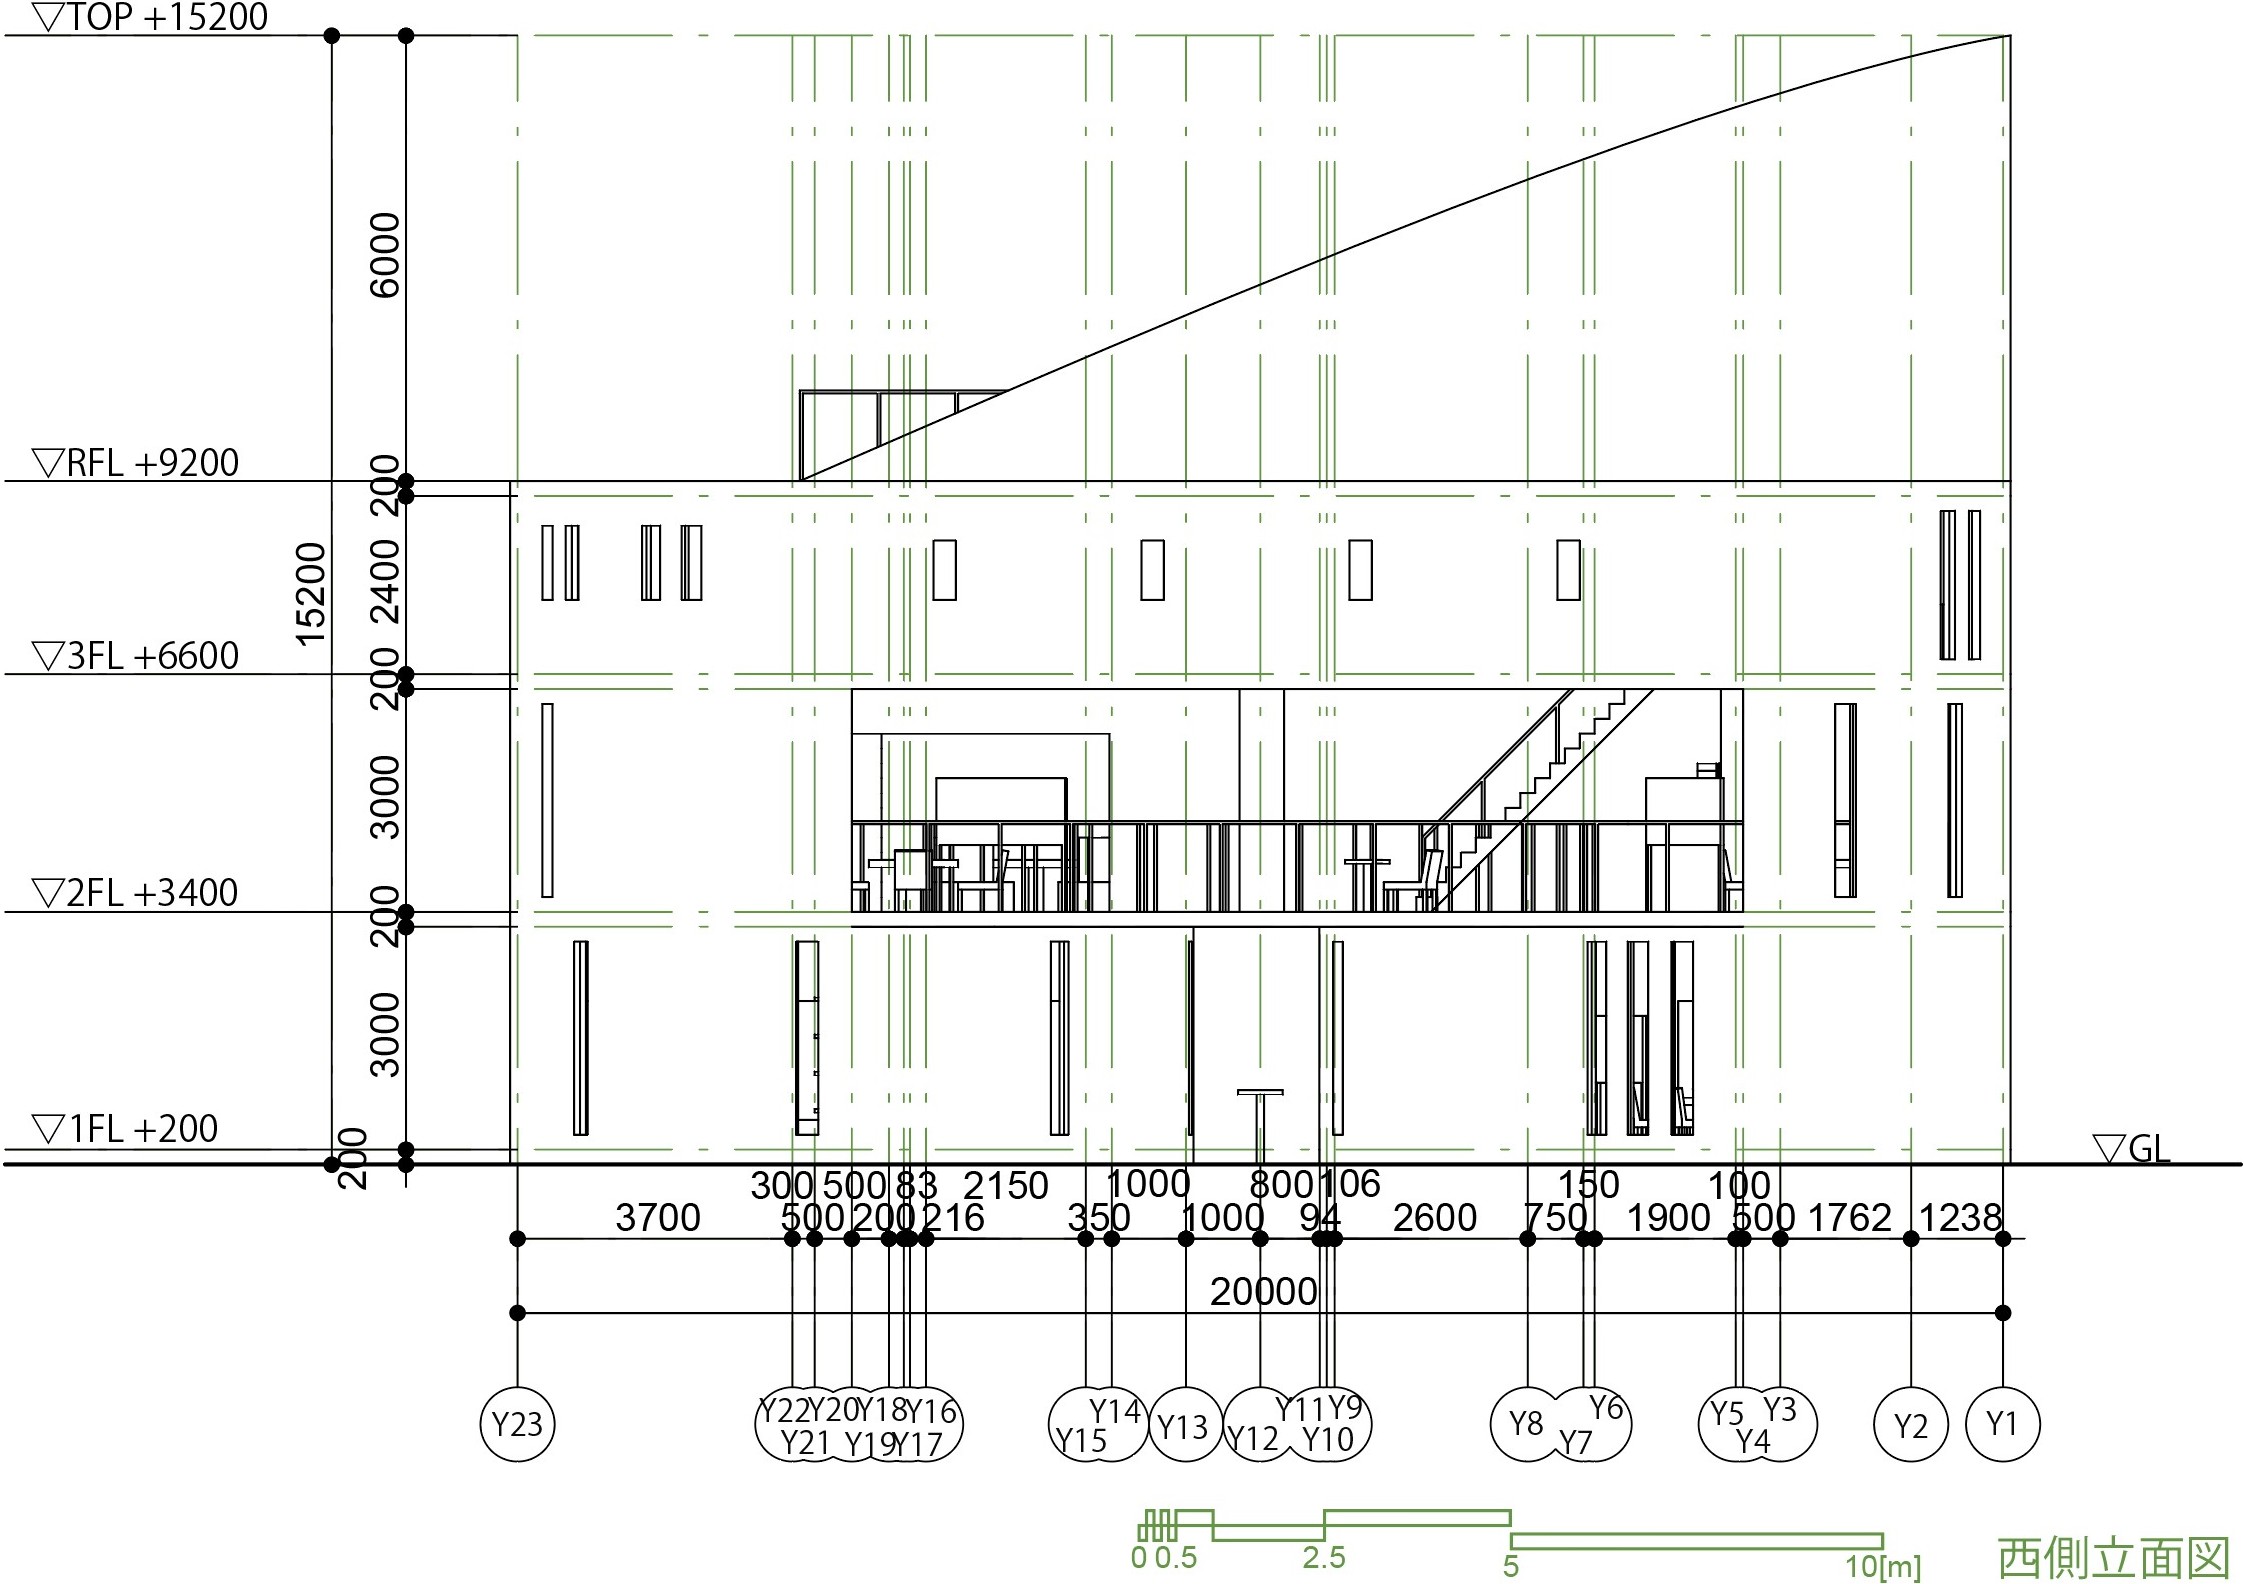 ▽TOP +15200
6000
▽RFL +9200
200
2400
15200
▽3FL +6600
200
3000
▽2FL +3400
200
3000
▽1FL +200
200
▽GL
300 500 83 2150 1000 800 106 150 100
3700 500 200 216 350 1000 94 2600 750 1900 500 1762 1238
20000
Y23 Y22 Y21 Y20 Y19 Y18 Y17 Y16 Y15 Y14 Y13 Y12 Y11 Y10 Y9 Y8 Y7 Y6 Y5 Y4 Y3 Y2 Y1
0 0.5 2.5 5 10[m]
西側立面図